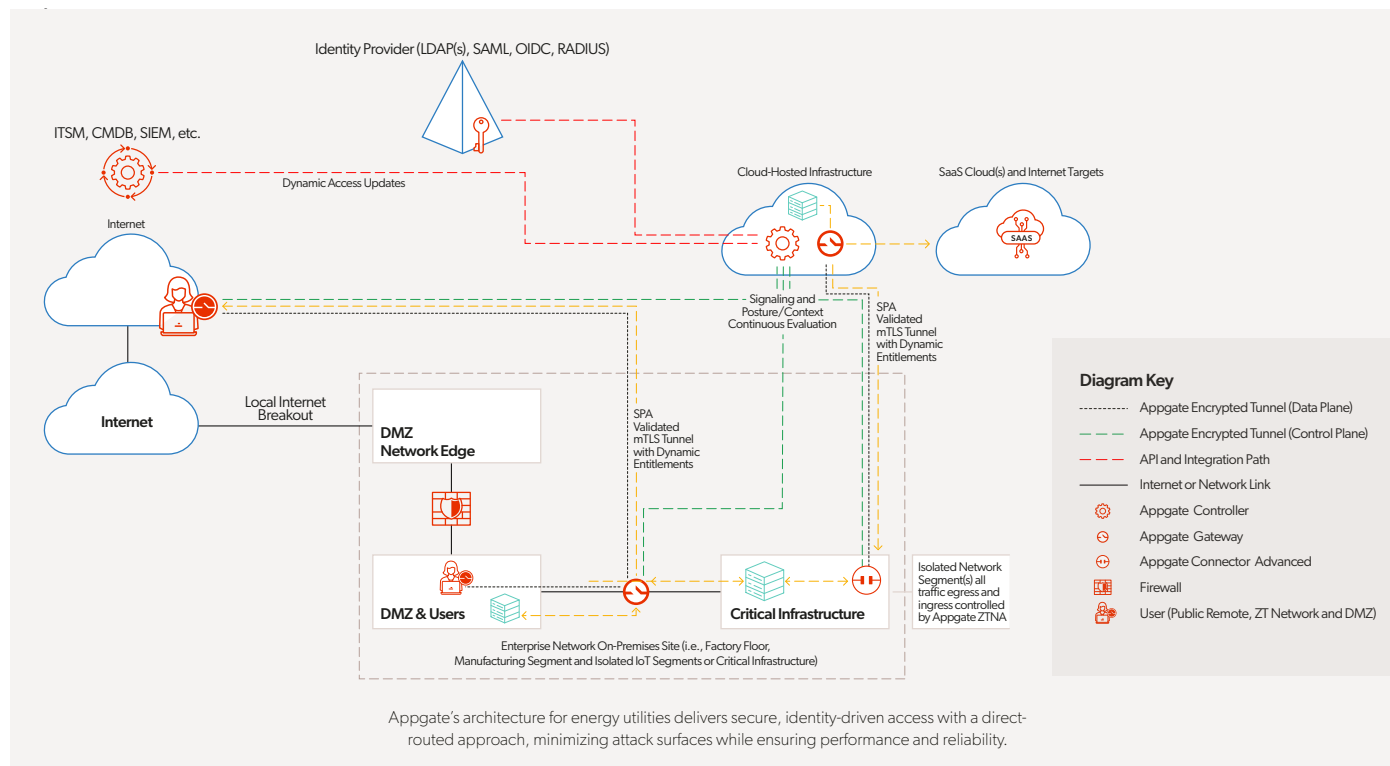 Identity Provider (LDAP(s), SAML, OIDC, RADIUS)
ITSM, CMDB, SIEM, etc.
Dynamic Access Updates
Cloud-Hosted Infrastructure
SaaS Cloud(s) and Internet Targets
SAAS
Internet
Signaling and
Posture/Context
Continuous Evaluation
SPA
Validated
mTLS Tunnel
with Dynamic
Entitlements
Internet
Local Internet
Breakout
DMZ
Network Edge
SPA
Validated
mTLS Tunnel
with Dynamic
Entitlements
DMZ & Users
Critical Infrastructure
Isolated Network
Segment(s) all
traffic egress and
ingress controlled
by Appgate ZTNA
Enterprise Network On-Premises Site (i.e., Factory Floor,
Manufacturing Segment and Isolated IoT Segments or Critical Infrastructure)
Diagram Key
Appgate Encrypted Tunnel (Data Plane)
Appgate Encrypted Tunnel (Control Plane)
API and Integration Path
Internet or Network Link
Appgate Controller
Appgate Gateway
Appgate Connector Advanced
Firewall
User (Public Remote, ZT Network and DMZ)
Appgate’s architecture for energy utilities delivers secure, identity-driven access with a direct-
routed approach, minimizing attack surfaces while ensuring performance and reliability.